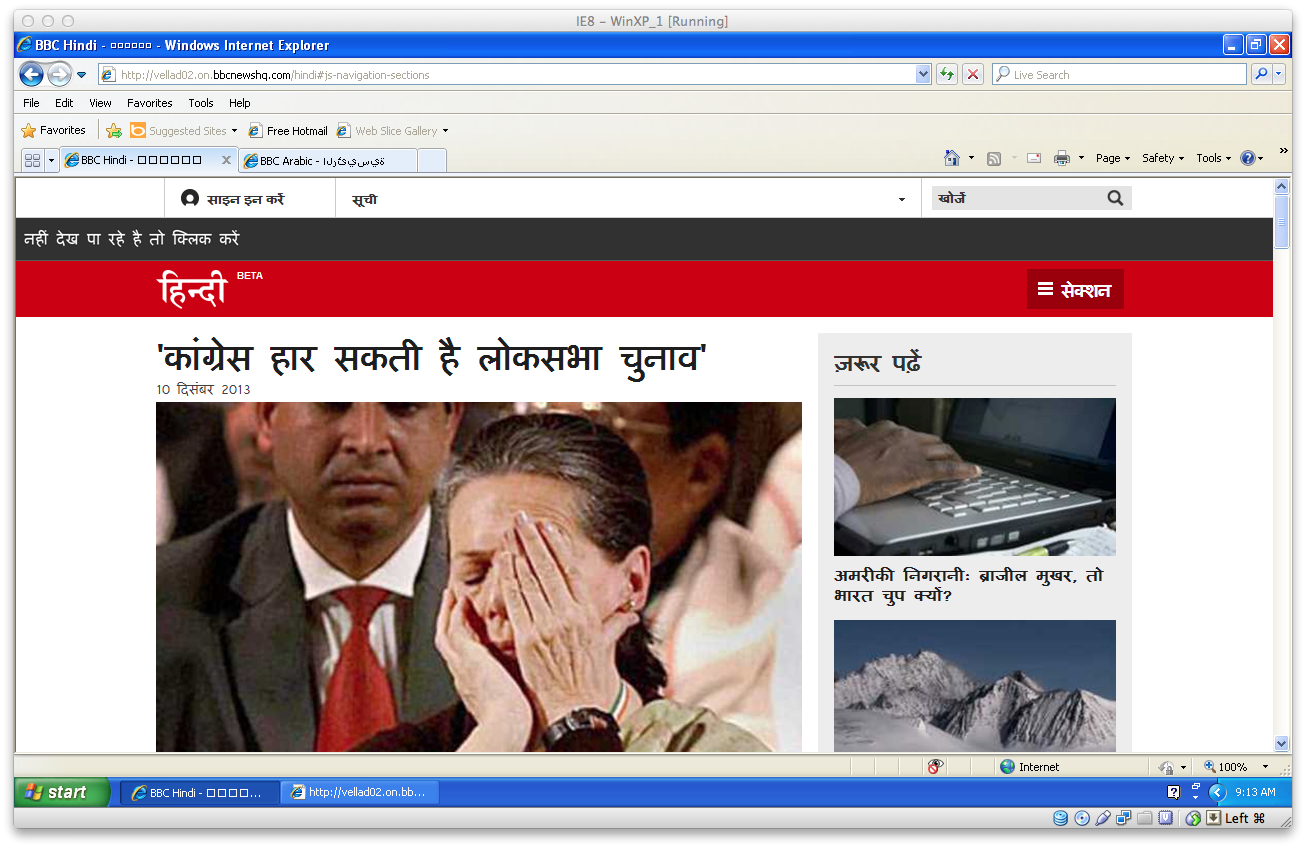 IE8 – WinXP_1 [Running]
BBC Hindi - □□□□□□ - Windows Internet Explorer
http://vellad02.on.bbcnewshq.com/hindi#js-navigation-sections
Live Search
File Edit View Favorites Tools Help
Favorites Suggested Sites Free Hotmail Web Slice Gallery
BBC Hindi - □□□□□□ X BBC Arabic - الرئيسية Page Safety Tools »
साइन इन करें सूची खोजें
नहीं देख पा रहे है तो क्लिक करें
हिन्दी BETA सेक्शन
'कांग्रेस हार सकती है लोकसभा चुनाव'
10 दिसंबर 2013
ज़रूर पढ़ें
अमरीकी निगरानी: ब्राजील मुखर, तो
भारत चुप क्यों?
Internet 100%
start BBC Hindi - □□□□... http://vellad02.on.bb... 9:13 AM
Left ⌘